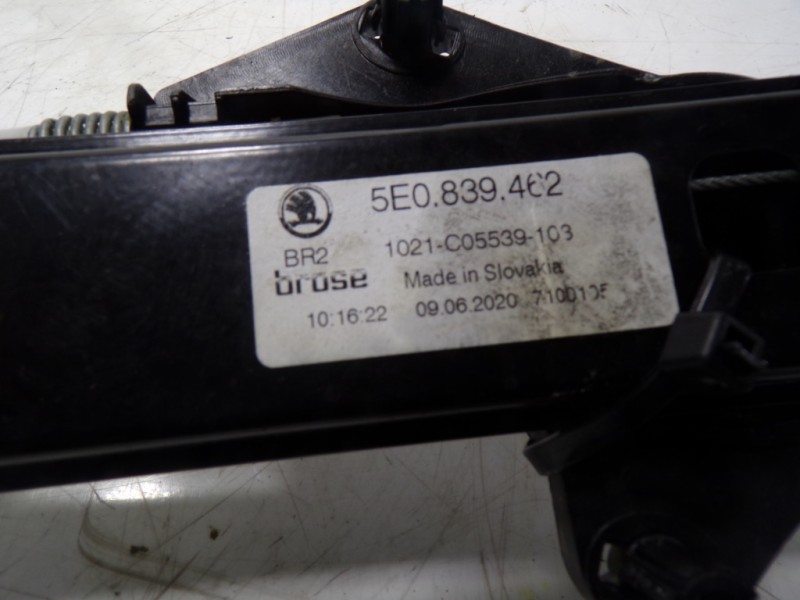 5E0.839.462
BR2 1021-C05539-103
brose Made in Slovakia
10:16:22 09.06.2020